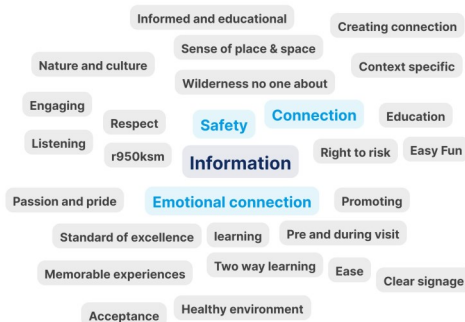 Informed and educational
Creating connection
Sense of place & space
Nature and culture
Context specific
Wilderness no one about
Engaging
Connection
Education
Respect
Safety
Listening
r950ksm
Information
Right to risk
Easy Fun
Passion and pride
Emotional connection
Promoting
Standard of excellence
learning
Pre and during visit
Memorable experiences
Two way learning
Ease
Clear signage
Acceptance
Healthy environment